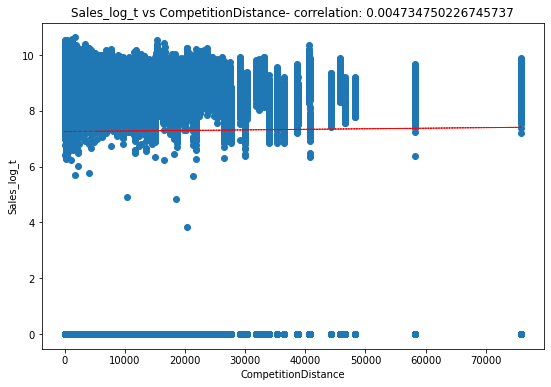 Sales_log_t vs CompetitionDistance- correlation: 0.004734750226745737
10
8
6
4
2
0
Sales_log_t
0 10000 20000 30000 40000 50000 60000 70000
CompetitionDistance